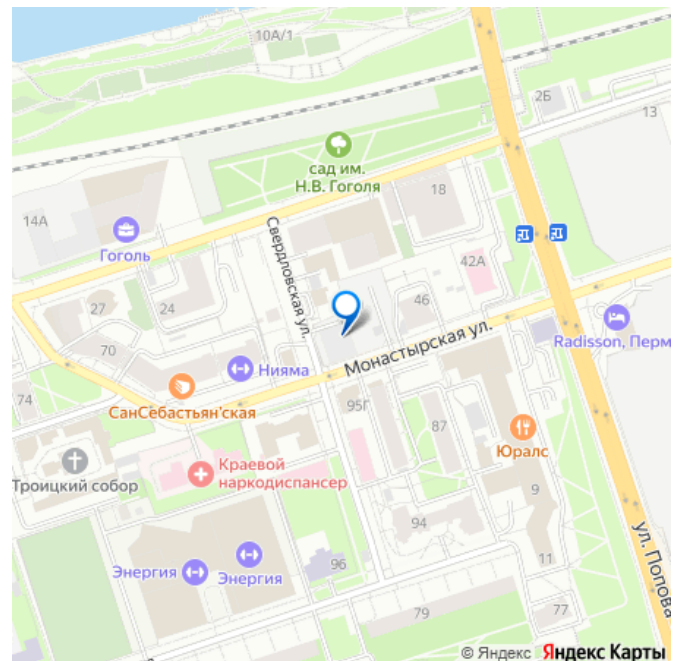 10А/1
2Б
13
сад им.
Н.В. Гоголя
18
14А
Гоголь
Свердловская ул.
42А
27
24
46
Radisson, Перм
70
Монастырская ул.
Нияма
74
СанСебастьян'ская
95Г
87
Юралс
Троицкий собор
Краевой
наркодиспансер
9
94
ул. Попова
Энергия
Энергия
96
11
79
77
© Яндекс Яндекс Карты